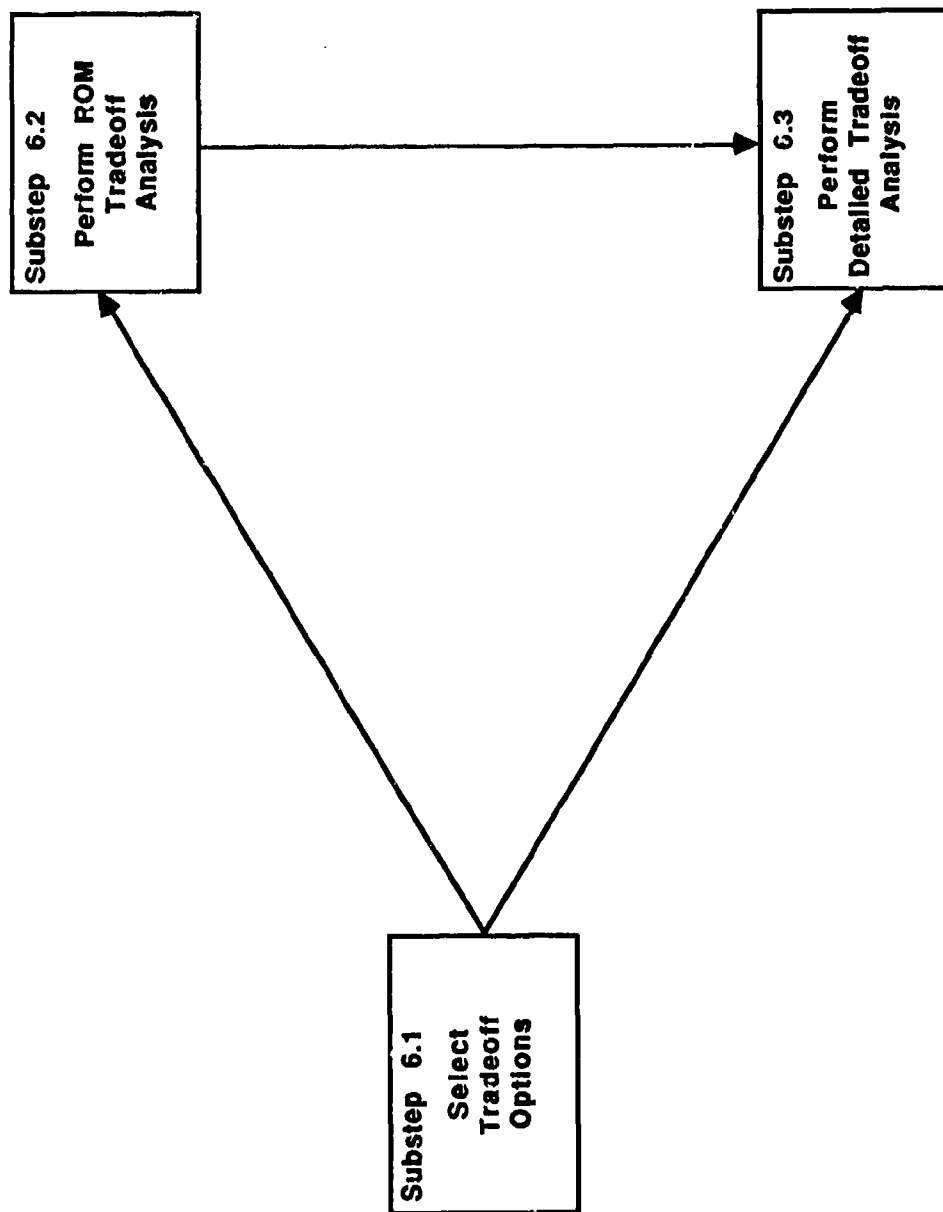 Substep 6.1
Select
Tradeoff
Options
Substep 6.2
Perform ROM
Tradeoff
Analysis
Substep 6.3
Perform
Detailed Tradeoff
Analysis